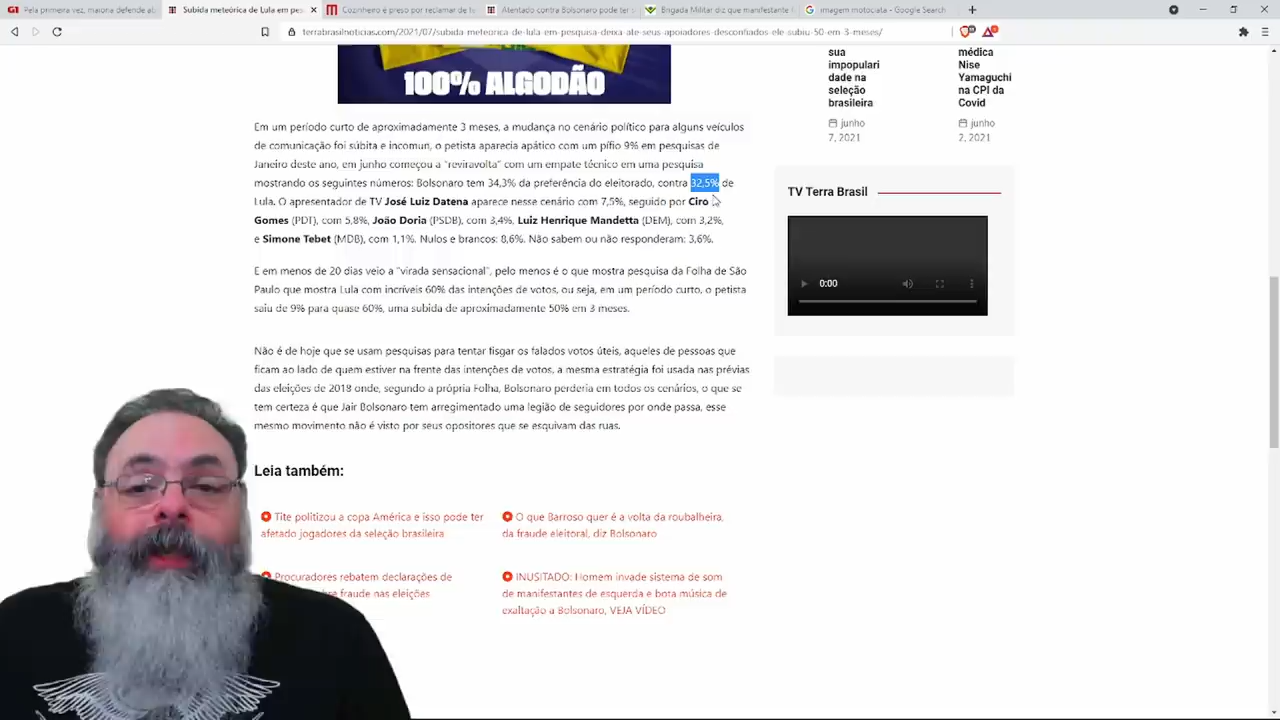 Pela primeira vez, maioria defende ab
Subida meteórica de Lula em pes
Cozinheiro é preso por reclamar de
Atentado contra Bolsonaro pode ter s
Brigada Militar diz que manifestante
imagem motociata - Google Search
terrabrasilnoticias.com/2021/07/subida-meteorica-de-lula-em-pesquisa-deixa-ate-seus-apoiadores-desconfiados-ele-subiu-50-em-3-meses/
100% ALGODÃO
sua
impopulari
dade na
seleção
brasileira
junho
7, 2021
médica
Nise
Yamaguchi
na CPI da
Covid
junho
2, 2021
Em um período curto de aproximadamente 3 meses, a mudança no cenário político para alguns veículos
de comunicação foi súbita e incomun, o petista aparecia apático com um pífio 9% em pesquisas de
Janeiro deste ano, em junho começou a "reviravolta" com um empate técnico em uma pesquisa
mostrando os seguintes números: Bolsonaro tem 34,3% da preferência do eleitorado, contra 32,5% de
Lula. O apresentador de TV José Luiz Datena aparece nesse cenário com 7,5%, seguido por Ciro
Gomes (PDT), com 5,8%, João Doria (PSDB), com 3,4%, Luiz Henrique Mandetta (DEM), com 3,2%,
e Simone Tebet (MDB), com 1,1%. Nulos e brancos: 8,6%. Não sabem ou não responderam: 3,6%.
E em menos de 20 dias veio a "virada sensacional", pelo menos é o que mostra pesquisa da Folha de São
Paulo que mostra Lula com incríveis 60% das intenções de votos, ou seja, em um período curto, o petista
saiu de 9% para quase 60%, uma subida de aproximadamente 50% em 3 meses.
Não é de hoje que se usam pesquisas para tentar fisgar os falados votos úteis, aqueles de pessoas que
ficam ao lado de quem estiver na frente das intenções de votos, a mesma estratégia foi usada nas prévias
das eleições de 2018 onde, segundo a própria Folha, Bolsonaro perderia em todos os cenários, o que se
tem certeza é que Jair Bolsonaro tem arregimentado uma legião de seguidores por onde passa, esse
mesmo movimento não é visto por seus opositores que se esquivam das ruas.
TV Terra Brasil
0:00
Leia também:
Tite politizou a copa América e isso pode ter
afetado jogadores da seleção brasileira
O que Barroso quer é a volta da roubalheira,
da fraude eleitoral, diz Bolsonaro
Procuradores rebatem declarações de
fraude nas eleições
INUSITADO: Homem invade sistema de som
de manifestantes de esquerda e bota música de
exaltação a Bolsonaro, VEJA VÍDEO